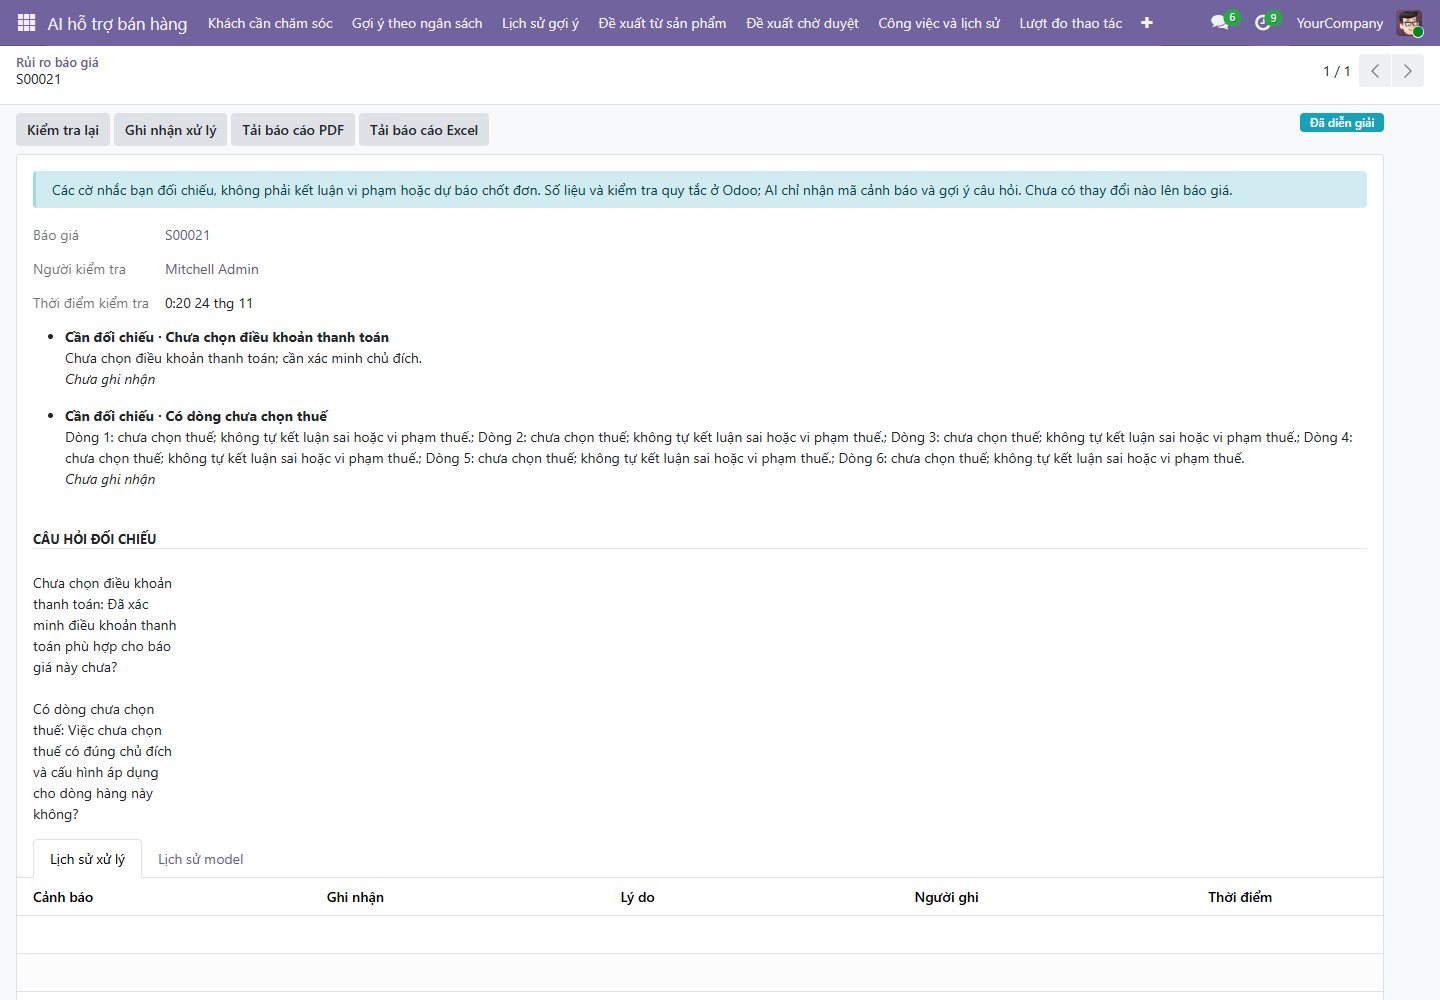 AI hỗ trợ bán hàng Khách cần chăm sóc Gợi ý theo ngân sách Lịch sử gợi ý Đề xuất từ sản phẩm Đề xuất chờ duyệt Công việc và lịch sử Lượt đo thao tác 6 9 YourCompany
Rủi ro báo giá
S00021
1 / 1
Kiểm tra lại Ghi nhận xử lý Tải báo cáo PDF Tải báo cáo Excel
Đã diễn giải
Các cờ nhắc bạn đối chiếu, không phải kết luận vi phạm hoặc dự báo chốt đơn. Số liệu và kiểm tra quy tắc ở Odoo; AI chỉ nhận mã cảnh báo và gợi ý câu hỏi. Chưa có thay đổi nào lên báo giá.
Báo giá S00021
Người kiểm tra Mitchell Admin
Thời điểm kiểm tra 0:20 24 thg 11
• Cần đối chiếu · Chưa chọn điều khoản thanh toán
Chưa chọn điều khoản thanh toán; cần xác minh chủ đích.
Chưa ghi nhận
• Cần đối chiếu · Có dòng chưa chọn thuế
Dòng 1: chưa chọn thuế; không tự kết luận sai hoặc vi phạm thuế.; Dòng 2: chưa chọn thuế; không tự kết luận sai hoặc vi phạm thuế.; Dòng 3: chưa chọn thuế; không tự kết luận sai hoặc vi phạm thuế.; Dòng 4:
chưa chọn thuế; không tự kết luận sai hoặc vi phạm thuế.; Dòng 5: chưa chọn thuế; không tự kết luận sai hoặc vi phạm thuế.; Dòng 6: chưa chọn thuế; không tự kết luận sai hoặc vi phạm thuế.
Chưa ghi nhận
CÂU HỎI ĐỐI CHIẾU
Chưa chọn điều khoản
thanh toán: Đã xác
minh điều khoản thanh
toán phù hợp cho báo
giá này chưa?
Có dòng chưa chọn
thuế: Việc chưa chọn
thuế có đúng chủ đích
và cấu hình áp dụng
cho dòng hàng này
không?
Lịch sử xử lý Lịch sử model
Cảnh báo Ghi nhận Lý do Người ghi Thời điểm